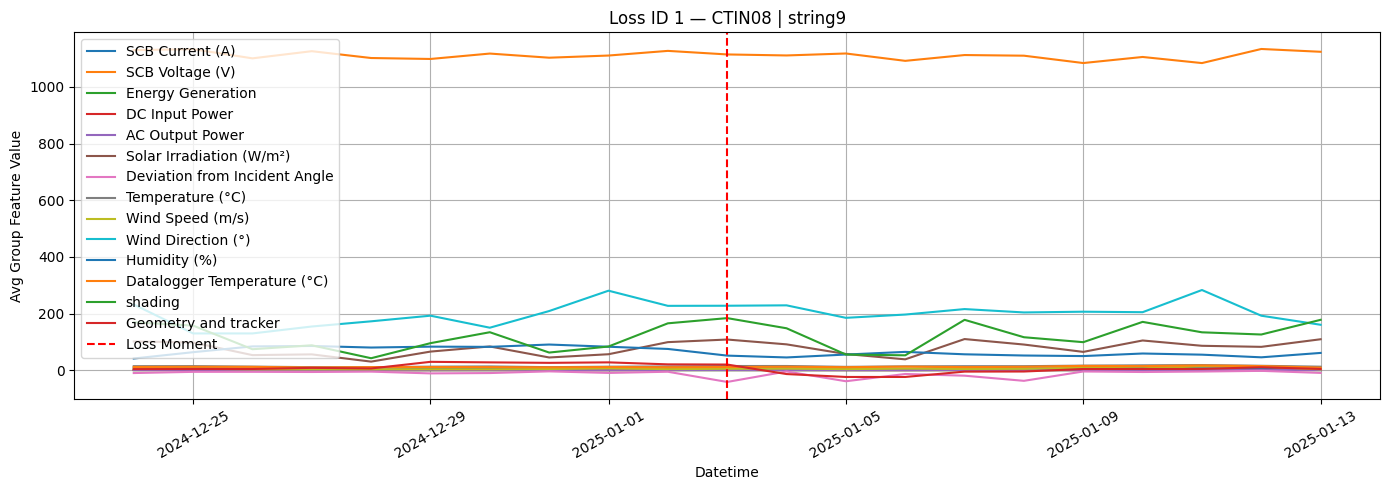 Loss ID 1 — CTIN08 | string9
Avg Group Feature Value
1000
800
600
400
200
0
SCB Current (A)
SCB Voltage (V)
Energy Generation
DC Input Power
AC Output Power
Solar Irradiation (W/m²)
Deviation from Incident Angle
Temperature (°C)
Wind Speed (m/s)
Wind Direction (°)
Humidity (%)
Datalogger Temperature (°C)
shading
Geometry and tracker
Loss Moment
2024-12-25
2024-12-29
2025-01-01
2025-01-05
2025-01-09
2025-01-13
Datetime